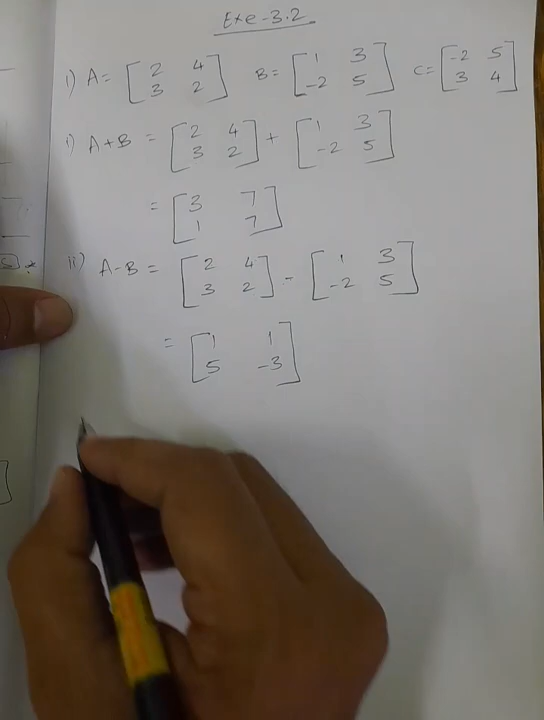 Exe-3.2
1) A= [2 4 B= [1 3 C= [-2 5
3 2] -2 5] 3 4]
i) A+B = [2 4 + [1 3
3 2] -2 5]
= [3 7
1 7]
ii) A-B = [2 4 - [1 3
3 2] -2 5]
= [1 1
5 -3]